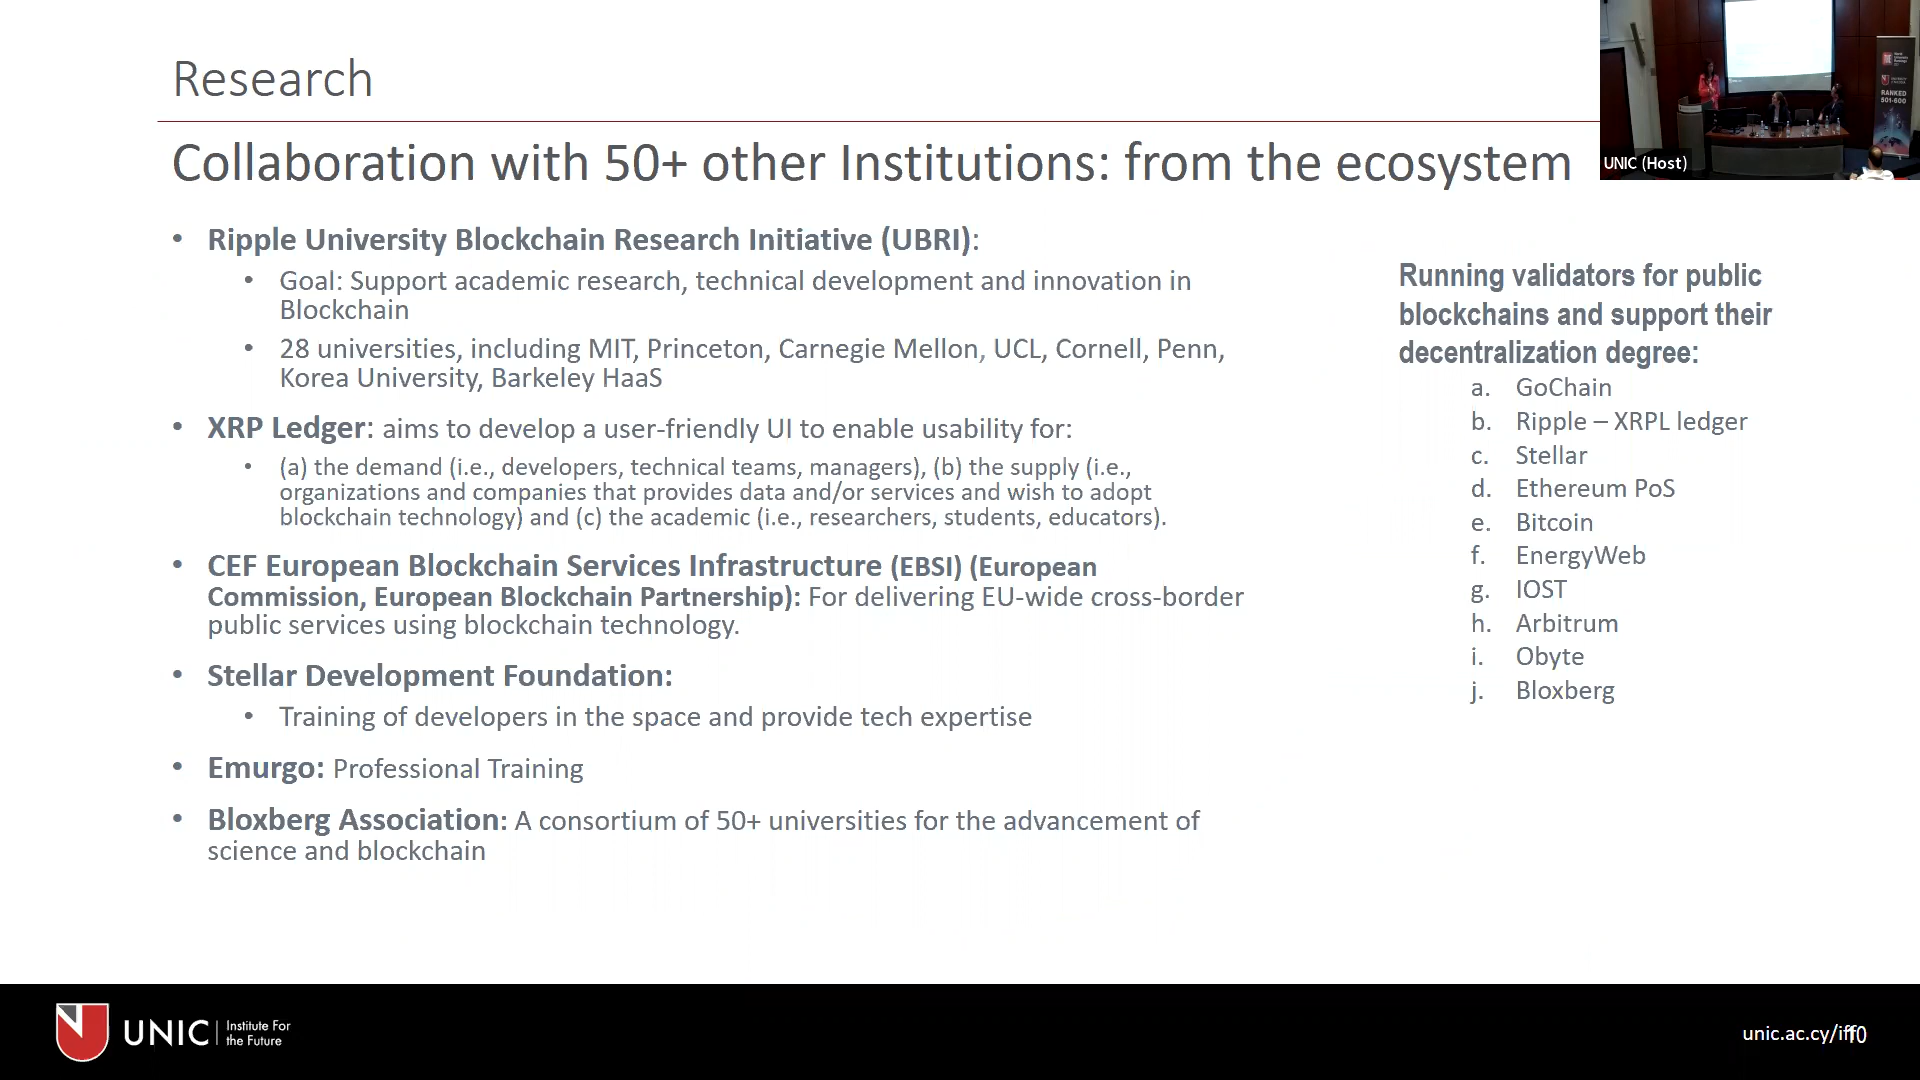 Research
Collaboration with 50+ other Institutions: from the ecosystem
• Ripple University Blockchain Research Initiative (UBRI):
• Goal: Support academic research, technical development and innovation in
Blockchain
• 28 universities, including MIT, Princeton, Carnegie Mellon, UCL, Cornell, Penn,
Korea University, Barkeley HaaS
• XRP Ledger: aims to develop a user-friendly UI to enable usability for:
• (a) the demand (i.e., developers, technical teams, managers), (b) the supply (i.e.,
organizations and companies that provides data and/or services and wish to adopt
blockchain technology) and (c) the academic (i.e., researchers, students, educators).
• CEF European Blockchain Services Infrastructure (EBSI) (European
Commission, European Blockchain Partnership): For delivering EU-wide cross-border
public services using blockchain technology.
• Stellar Development Foundation:
• Training of developers in the space and provide tech expertise
• Emurgo: Professional Training
• Bloxberg Association: A consortium of 50+ universities for the advancement of
science and blockchain
Running validators for public
blockchains and support their
decentralization degree:
a. GoChain
b. Ripple – XRPL ledger
c. Stellar
d. Ethereum PoS
e. Bitcoin
f. EnergyWeb
g. IOST
h. Arbitrum
i. Obyte
j. Bloxberg
UNIC (Host)
RANKED
501-600
UNIC
Institute For
the Future
unic.ac.cy/iff
10